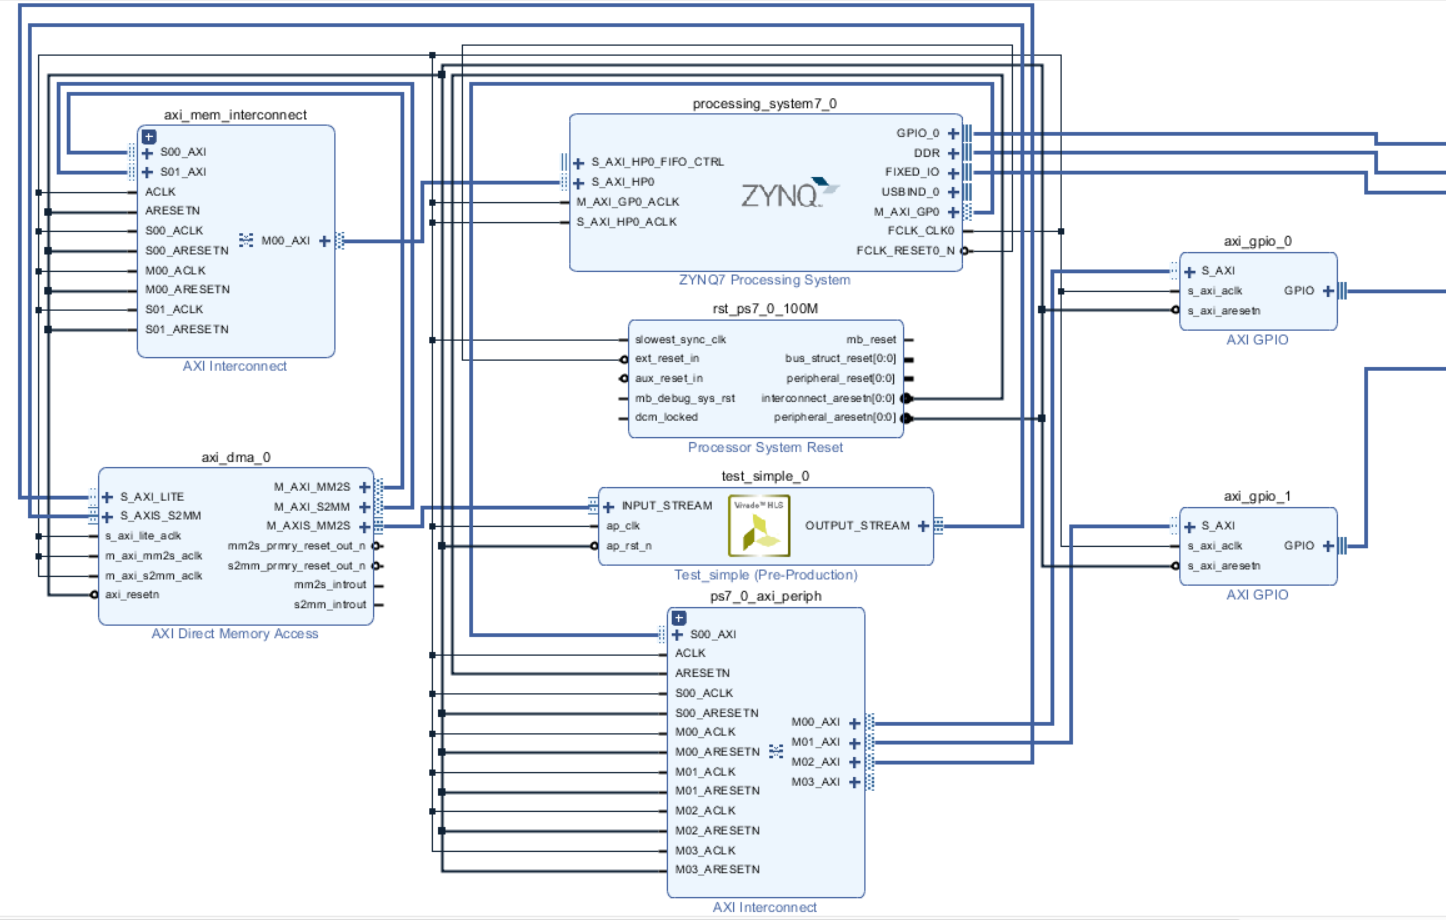 axi_mem_interconnect
S00_AXI
S01_AXI
ACLK
ARESETN
S00_ACLK
S00_ARESETN
M00_ACLK
M00_ARESETN
S01_ACLK
S01_ARESETN
M00_AXI
AXI Interconnect
processing_system7_0
S_AXI_HP0_FIFO_CTRL
S_AXI_HP0
M_AXI_GP0_ACLK
S_AXI_HP0_ACLK
ZYNQ
GPIO_0
DDR
FIXED_IO
USBIND_0
M_AXI_GP0
FCLK_CLK0
FCLK_RESET0_N
ZYNQ7 Processing System
rst_ps7_0_100M
slowest_sync_clk
ext_reset_in
aux_reset_in
mb_debug_sys_rst
dcm_locked
mb_reset
bus_struct_reset[0:0]
peripheral_reset[0:0]
interconnect_aresetn[0:0]
peripheral_aresetn[0:0]
Processor System Reset
axi_gpio_0
S_AXI
s_axi_aclk
s_axi_aresetn
GPIO
AXI GPIO
axi_dma_0
S_AXI_LITE
S_AXIS_S2MM
s_axi_lite_aclk
m_axi_mm2s_aclk
m_axi_s2mm_aclk
axi_resetn
M_AXI_MM2S
M_AXI_S2MM
M_AXIS_MM2S
mm2s_prmry_reset_out_n
s2mm_prmry_reset_out_n
mm2s_introut
s2mm_introut
AXI Direct Memory Access
test_simple_0
INPUT_STREAM
ap_clk
ap_rst_n
Vivado™ HLS
OUTPUT_STREAM
Test_simple (Pre-Production)
axi_gpio_1
S_AXI
s_axi_aclk
s_axi_aresetn
GPIO
AXI GPIO
ps7_0_axi_periph
S00_AXI
ACLK
ARESETN
S00_ACLK
S00_ARESETN
M00_ACLK
M00_ARESETN
M01_ACLK
M01_ARESETN
M02_ACLK
M02_ARESETN
M03_ACLK
M03_ARESETN
M00_AXI
M01_AXI
M02_AXI
M03_AXI
AXI Interconnect